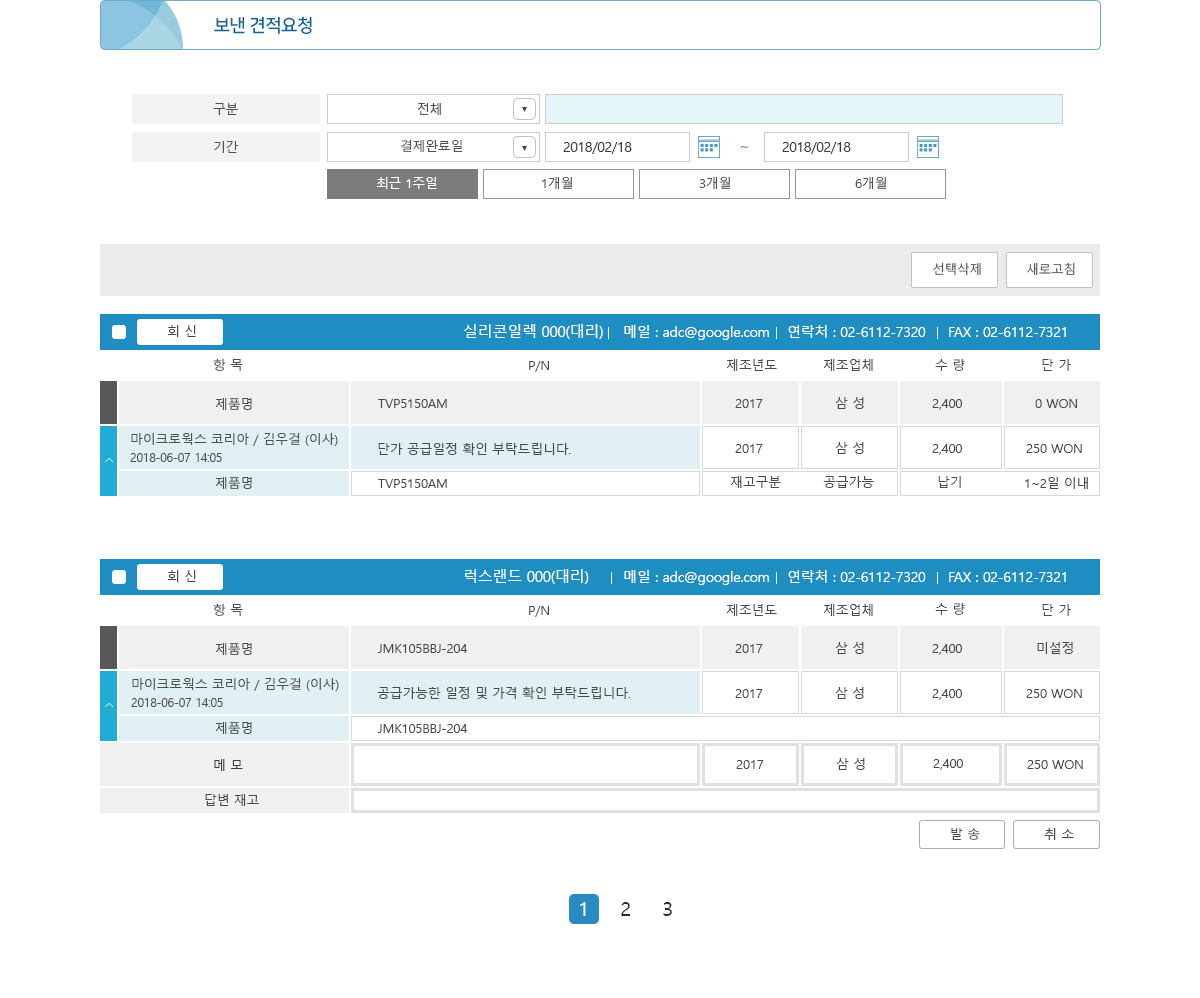 보낸 견적요청
구분 전체
기간 결제완료일 2018/02/18 ~ 2018/02/18
최근 1주일 1개월 3개월 6개월
선택삭제 새로고침
회 신 실리콘일렉 000(대리) | 메일 : adc@google.com | 연락처 : 02-6112-7320 | FAX : 02-6112-7321
항 목 P/N 제조년도 제조업체 수 량 단 가
제품명 TVP5150AM 2017 삼 성 2,400 0 WON
마이크로웍스 코리아 / 김우걸 (이사)
2018-06-07 14:05
단가 공급일정 확인 부탁드립니다. 2017 삼 성 2,400 250 WON
제품명 TVP5150AM 재고구분 공급가능 납기 1~2일 이내
회 신 럭스랜드 000(대리) | 메일 : adc@google.com | 연락처 : 02-6112-7320 | FAX : 02-6112-7321
항 목 P/N 제조년도 제조업체 수 량 단 가
제품명 JMK105BBJ-204 2017 삼 성 2,400 미설정
마이크로웍스 코리아 / 김우걸 (이사)
2018-06-07 14:05
공급가능한 일정 및 가격 확인 부탁드립니다. 2017 삼 성 2,400 250 WON
제품명 JMK105BBJ-204
메 모 2017 삼 성 2,400 250 WON
답변 재고
발 송 취 소
1 2 3